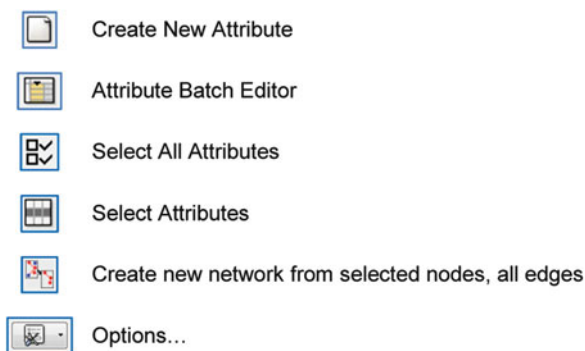 Create New Attribute
Attribute Batch Editor
Select All Attributes
Select Attributes
Create new network from selected nodes, all edges
Options...